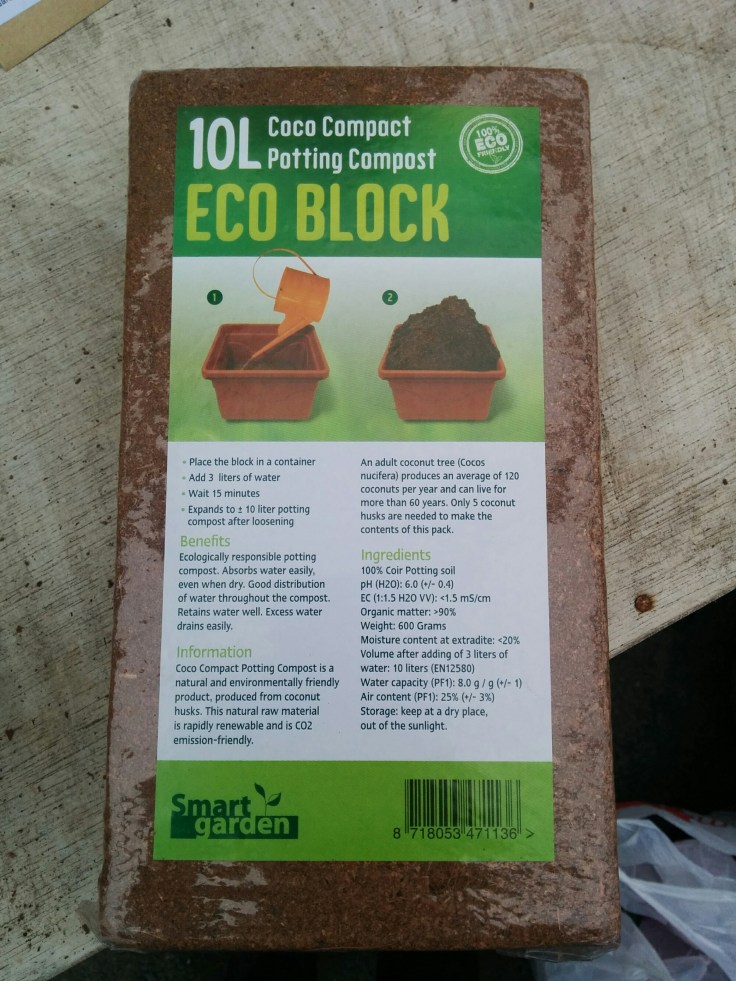 10L Coco Compact
Potting Compost
100%
ECO
FRIENDLY
ECO BLOCK
1
2
• Place the block in a container
• Add 3 liters of water
• Wait 15 minutes
• Expands to ± 10 liter potting
compost after loosening
Benefits
Ecologically responsible potting
compost. Absorbs water easily,
even when dry. Good distribution
of water throughout the compost.
Retains water well. Excess water
drains easily.
Information
Coco Compact Potting Compost is a
natural and environmentally friendly
product, produced from coconut
husks. This natural raw material
is rapidly renewable and is CO2
emission-friendly.
An adult coconut tree (Cocos
nucifera) produces an average of 120
coconuts per year and can live for
more than 60 years. Only 5 coconut
husks are needed to make the
contents of this pack.
Ingredients
100% Coir Potting soil
pH (H2O): 6.0 (+/- 0.4)
EC (1:1.5 H2O VV): <1.5 mS/cm
Organic matter: >90%
Weight: 600 Grams
Moisture content at extradite: <20%
Volume after adding of 3 liters of
water: 10 liters (EN12580)
Water capacity (PF1): 8.0 g / g (+/- 1)
Air content (PF1): 25% (+/- 3%)
Storage: keep at a dry place,
out of the sunlight.
Smart
garden
8 718053 471136 >